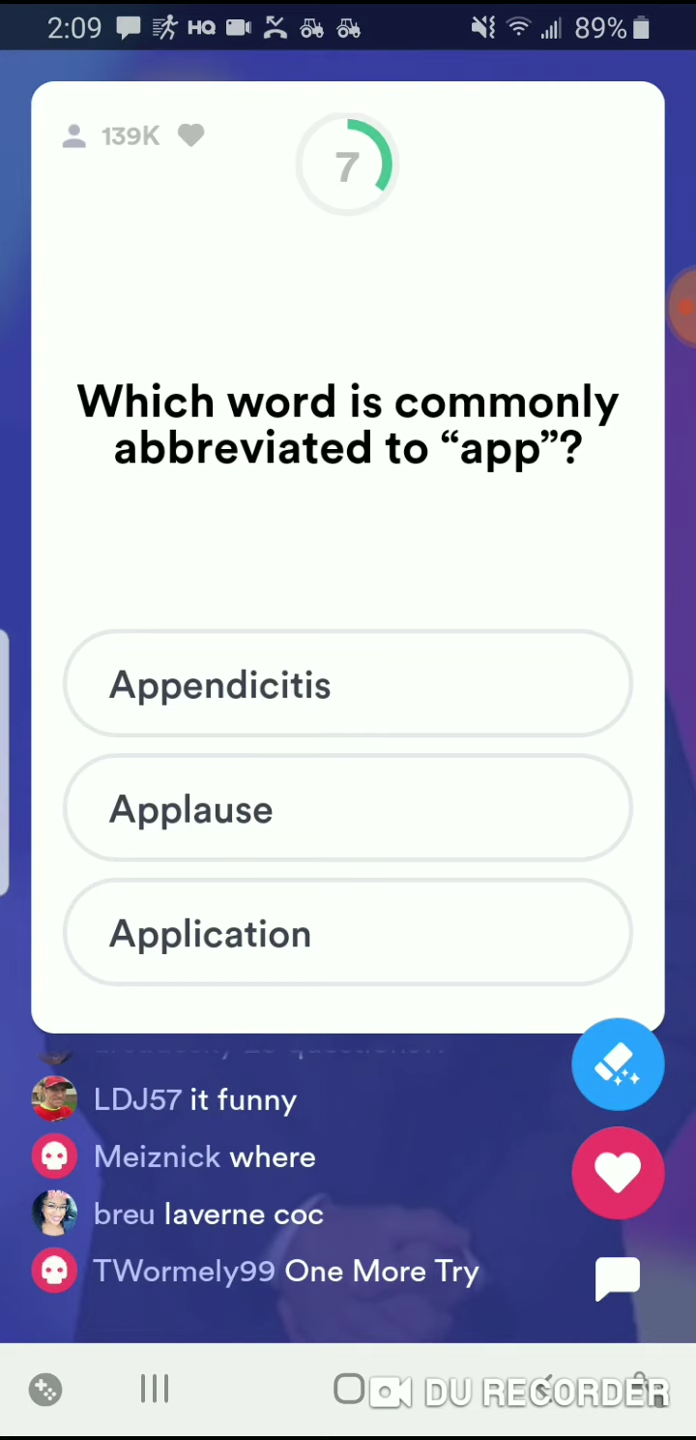 2:09 HQ 89%
139K
7
Which word is commonly
abbreviated to “app”?
Appendicitis
Applause
Application
LDJ57 it funny
Meiznick where
breu laverne coc
TWormely99 One More Try
DU RECORDER